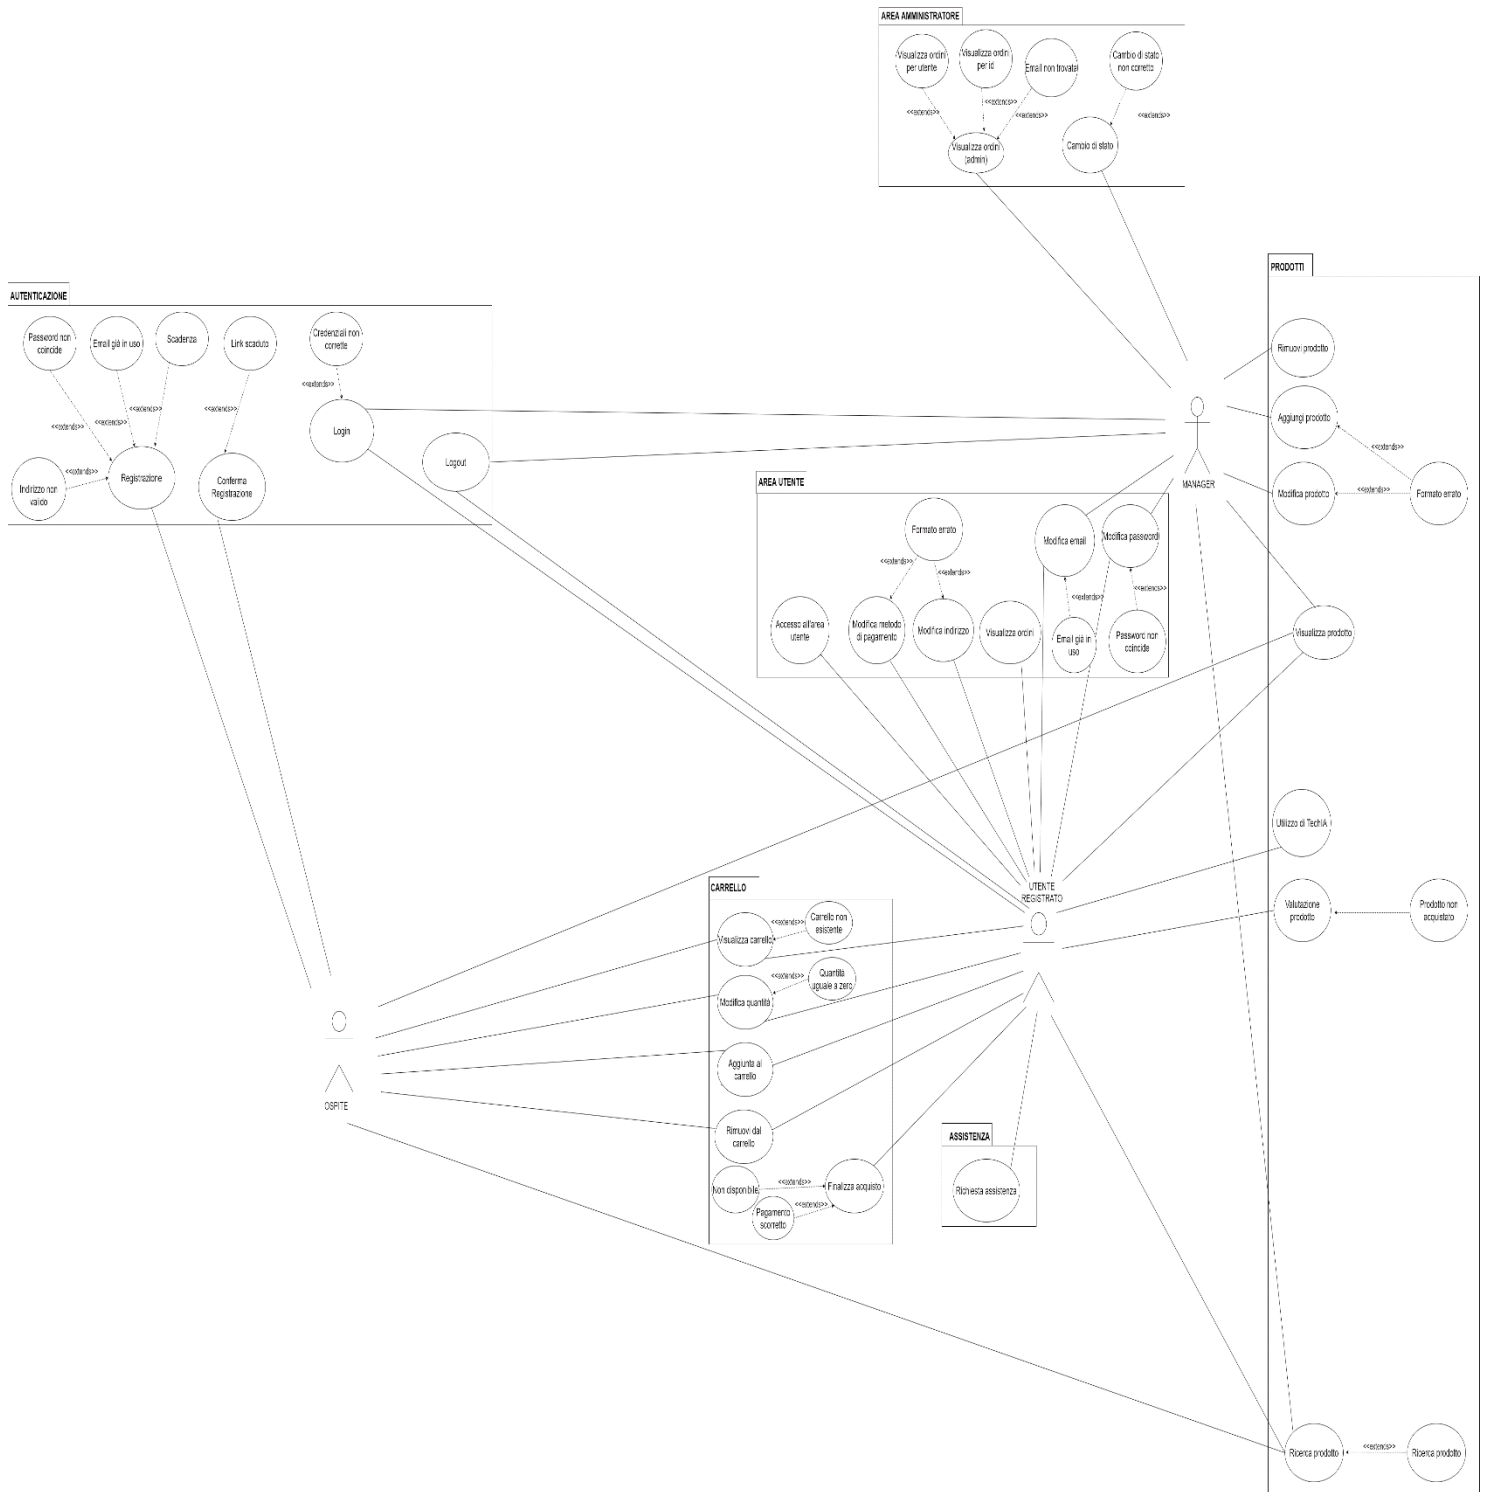 AREA AMMINISTRATORE
Visualizza ordini
per utente
Visualizza ordini
per id
Email non trovata
Cambio di stato
non corretto
<<extends>>
<<extends>>
<<extends>>
<<extends>>
Visualizza ordini
(admin)
Cambio di stato
AUTENTICAZIONE
Password non
coincide
Email già in uso
Scadenza
Link scaduto
Credenziali non
corrette
<<extends>>
<<extends>>
<<extends>>
<<extends>>
<<extends>>
<<extends>>
Login
Logout
Indirizzo non
valido
Registrazione
Conferma
Registrazione
MANAGER
PRODOTTI
Rimuovi prodotto
Aggiungi prodotto
<<extends>>
Modifica prodotto
<<extends>>
Formato errato
Visualizza prodotto
Utilizzo di TechIA
Valutazione
prodotto
Prodotto non
acquistato
Ricerca prodotto
<<extends>>
Ricerca prodotto
AREA UTENTE
Formato errato
Modifica email
Modifica password
<<extends>>
<<extends>>
<<extends>>
<<extends>>
Accesso all'area
utente
Modifica metodo
di pagamento
Modifica indirizzo
Visualizza ordini
Email già in
uso
Password non
coincide
UTENTE
REGISTRATO
CARRELLO
Visualizza carrello
<<extends>>
Carrello non
esistente
Modifica quantità
<<extends>>
Quantità
uguale a zero
Aggiunta al
carrello
Rimuovi dal
carrello
Non disponibile
<<extends>>
Finalizza acquisto
Pagamento
scorretto
<<extends>>
OSPITE
ASSISTENZA
Richiesta assistenza